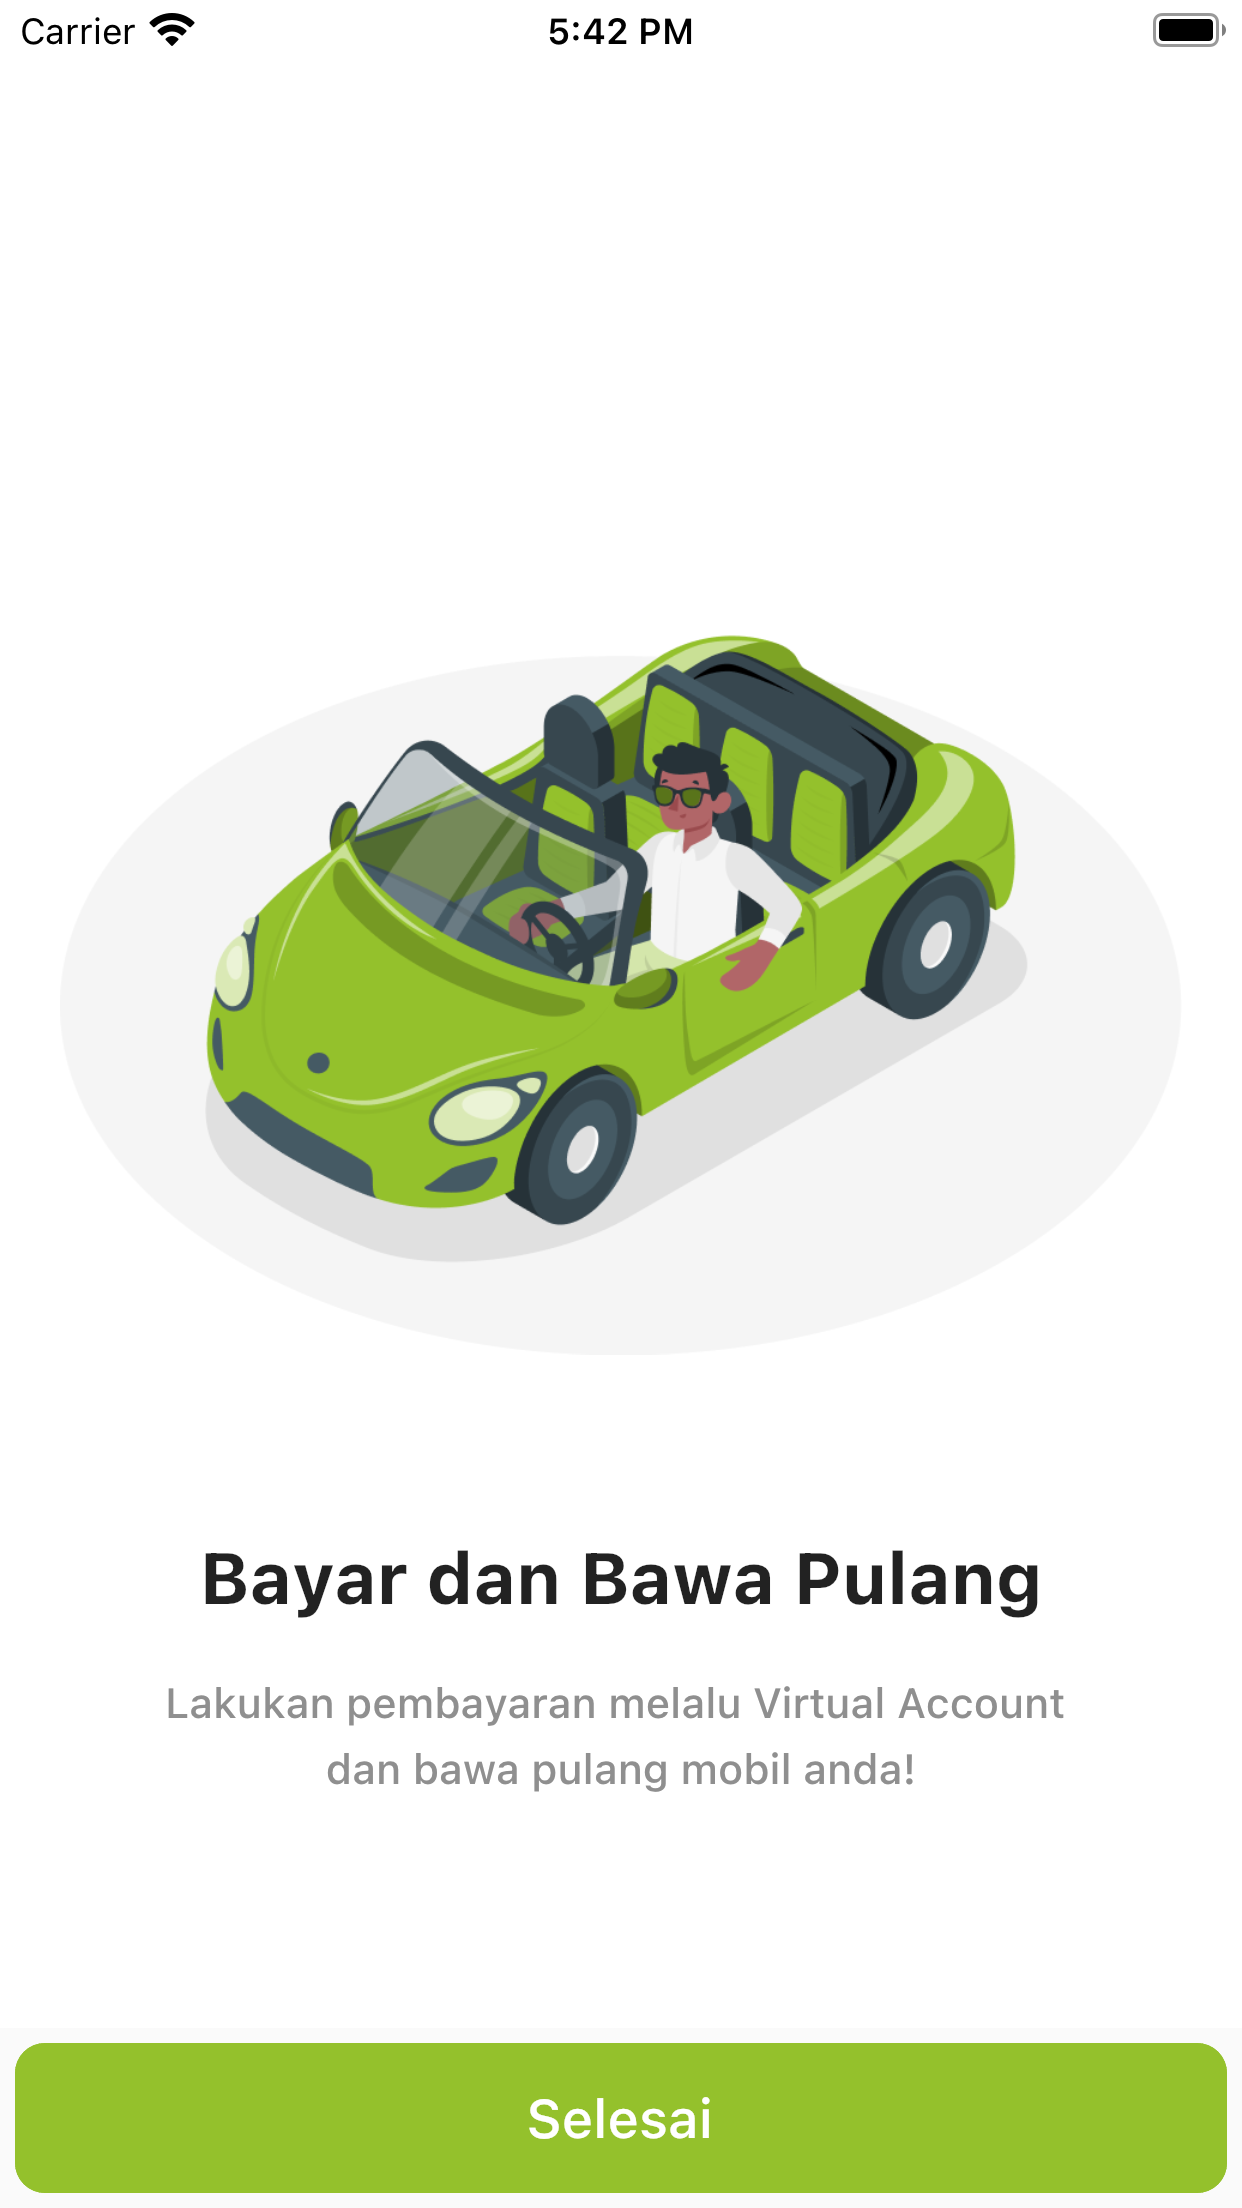 Carrier 5:42 PM
Bayar dan Bawa Pulang
Lakukan pembayaran melalu Virtual Account
dan bawa pulang mobil anda!
Selesai